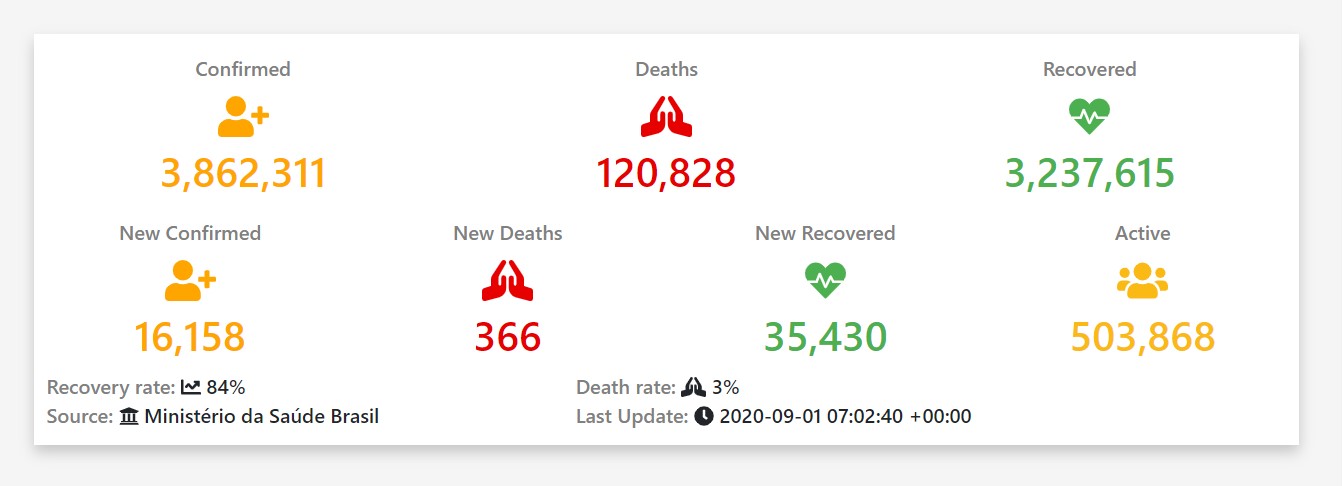 Confirmed Deaths Recovered
3,862,311 120,828 3,237,615
New Confirmed New Deaths New Recovered Active
16,158 366 35,430 503,868
Recovery rate: 84% Death rate: 3%
Source: Ministério da Saúde Brasil Last Update: 2020-09-01 07:02:40 +00:00